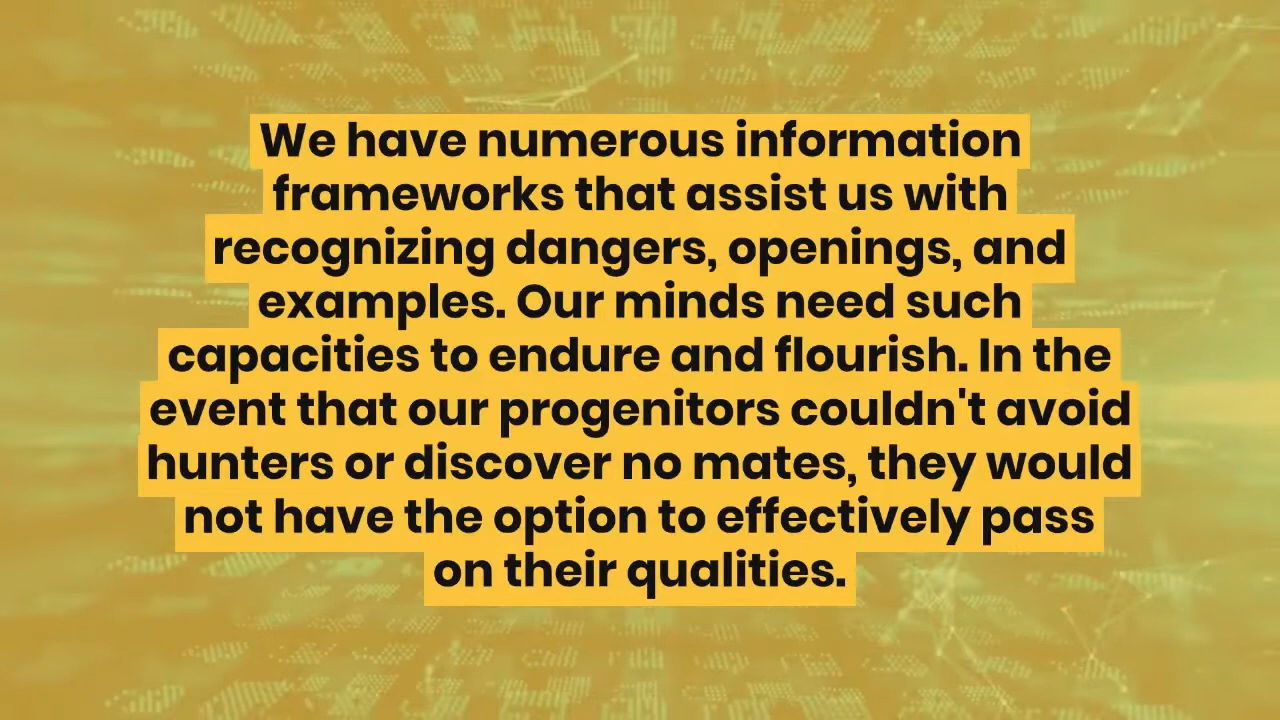 We have numerous information
frameworks that assist us with
recognizing dangers, openings, and
examples. Our minds need such
capacities to endure and flourish. In the
event that our progenitors couldn't avoid
hunters or discover no mates, they would
not have the option to effectively pass
on their qualities.